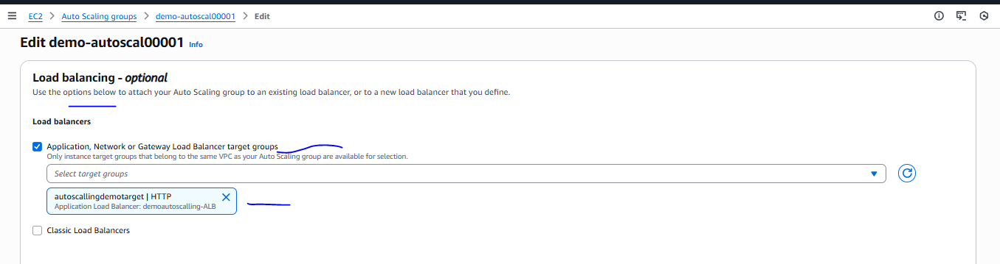 EC2 > Auto Scaling groups > demo-autoscal00001 > Edit
Edit demo-autoscal00001 Info
Load balancing - optional
Use the options below to attach your Auto Scaling group to an existing load balancer, or to a new load balancer that you define.
Load balancers
Application, Network or Gateway Load Balancer target groups
Only instance target groups that belong to the same VPC as your Auto Scaling group are available for selection.
Select target groups
autoscallingdemotarget | HTTP
Application Load Balancer: demoautoscalling-ALB
Classic Load Balancers